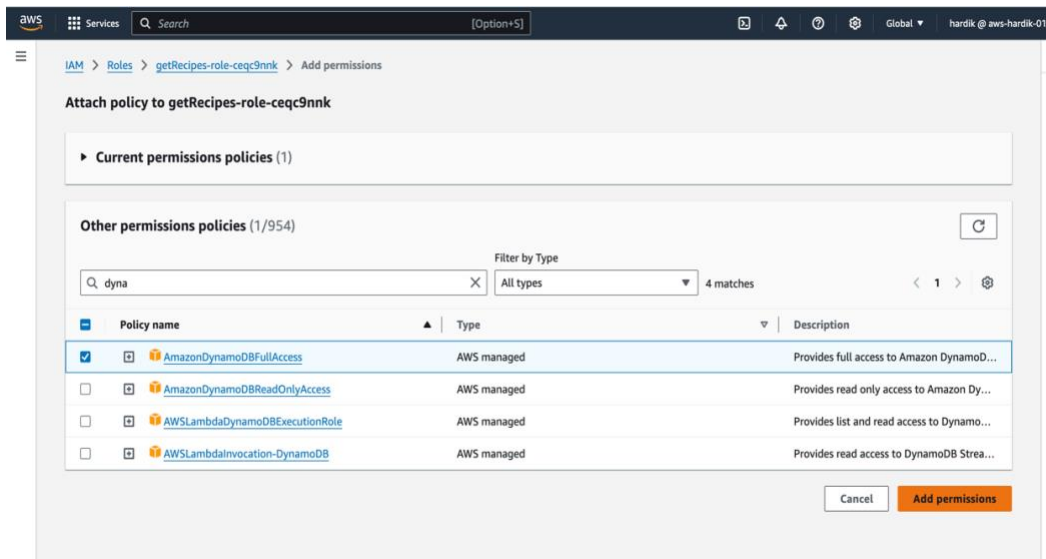 aws Services Search [Option+S] Global hardik @ aws-hardik-01
IAM > Roles > getRecipes-role-ceqc9nnk > Add permissions
Attach policy to getRecipes-role-ceqc9nnk
Current permissions policies (1)
Other permissions policies (1/954)
Filter by Type
dyna All types 4 matches 1
Policy name Type Description
AmazonDynamoDBFullAccess AWS managed Provides full access to Amazon DynamoD...
AmazonDynamoDBReadOnlyAccess AWS managed Provides read only access to Amazon Dy...
AWSLambdaDynamoDBExecutionRole AWS managed Provides list and read access to Dynamo...
AWSLambdaInvocation-DynamoDB AWS managed Provides read access to DynamoDB Strea...
Cancel Add permissions